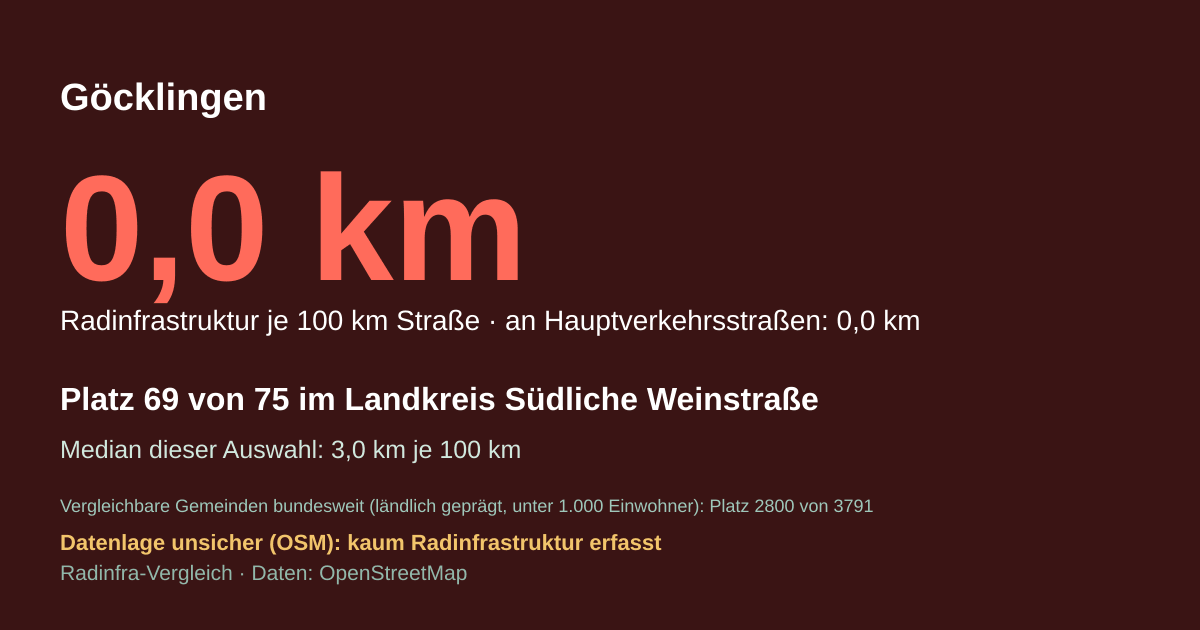 Göcklingen
0,0 km
Radinfrastruktur je 100 km Straße · an Hauptverkehrsstraßen: 0,0 km
Platz 69 von 75 im Landkreis Südliche Weinstraße
Median dieser Auswahl: 3,0 km je 100 km
Vergleichbare Gemeinden bundesweit (ländlich geprägt, unter 1.000 Einwohner): Platz 2800 von 3791
Datenlage unsicher (OSM): kaum Radinfrastruktur erfasst
Radinfra-Vergleich · Daten: OpenStreetMap